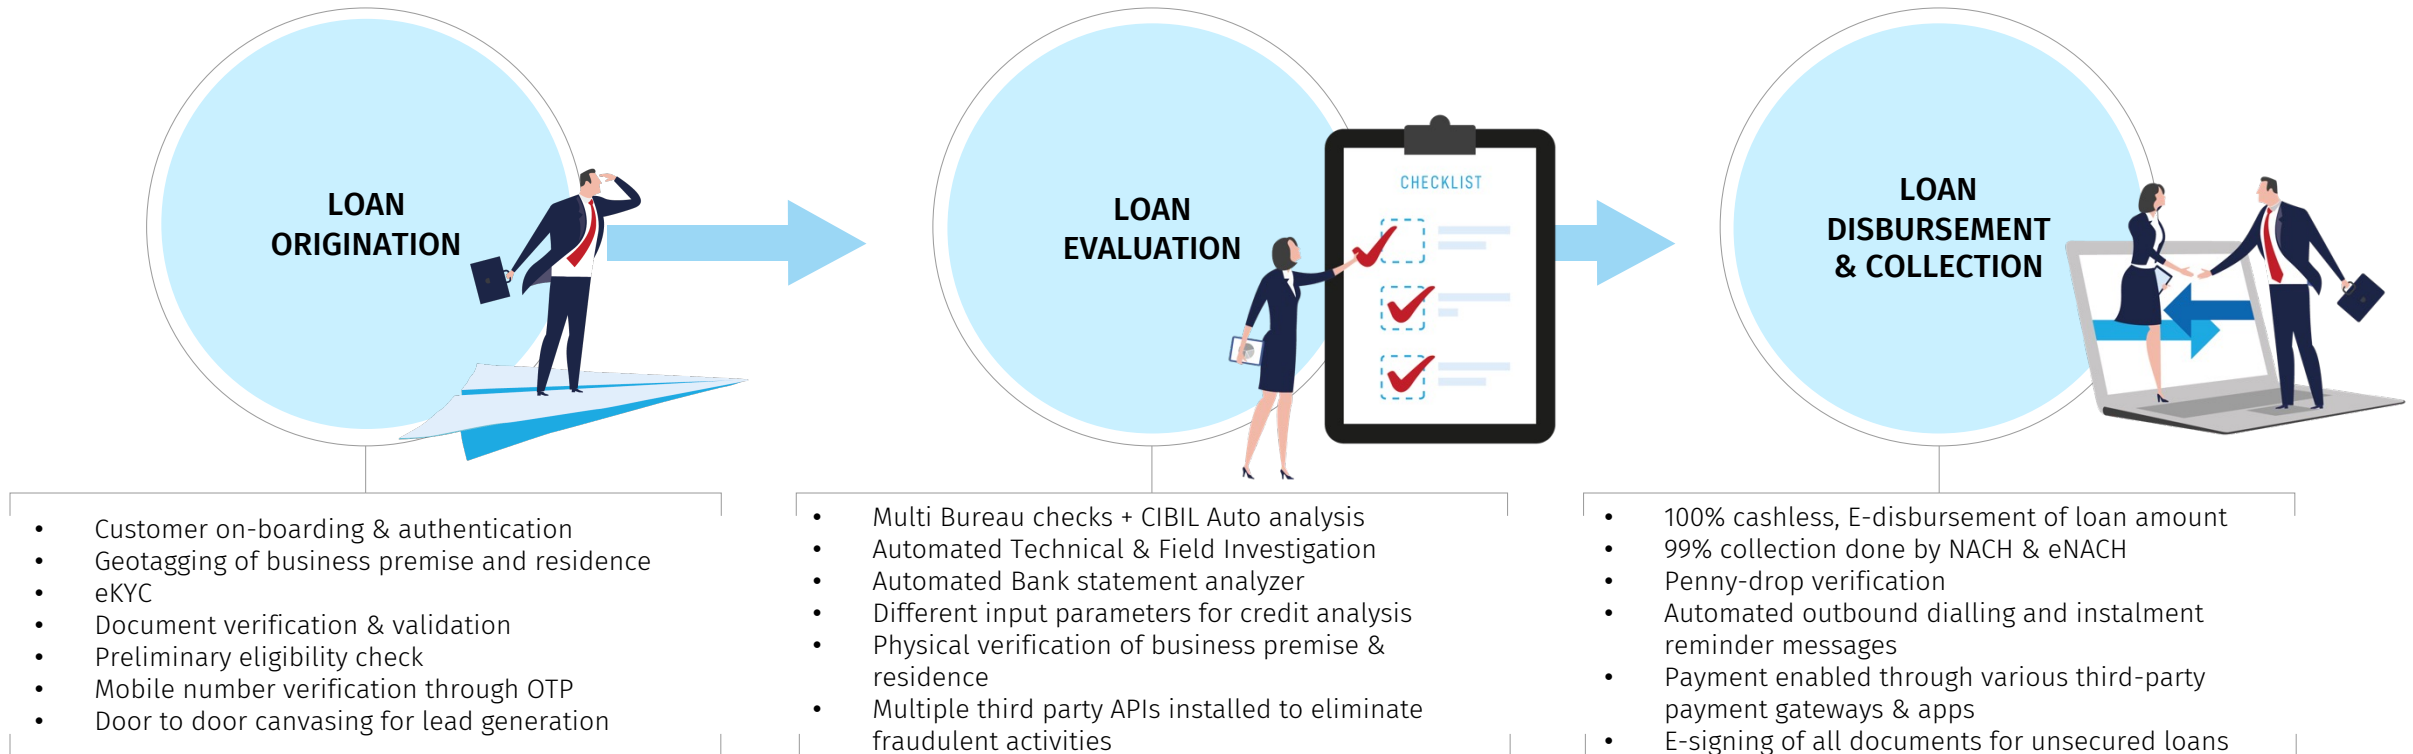 LOAN
ORIGINATION
• Customer on-boarding & authentication
• Geotagging of business premise and residence
• eKYC
• Document verification & validation
• Preliminary eligibility check
• Mobile number verification through OTP
• Door to door canvasing for lead generation
LOAN
EVALUATION
CHECKLIST
• Multi Bureau checks + CIBIL Auto analysis
• Automated Technical & Field Investigation
• Automated Bank statement analyzer
• Different input parameters for credit analysis
• Physical verification of business premise &
residence
• Multiple third party APIs installed to eliminate
fraudulent activities
LOAN
DISBURSEMENT
& COLLECTION
• 100% cashless, E-disbursement of loan amount
• 99% collection done by NACH & eNACH
• Penny-drop verification
• Automated outbound dialling and instalment
reminder messages
• Payment enabled through various third-party
payment gateways & apps
• E-signing of all documents for unsecured loans